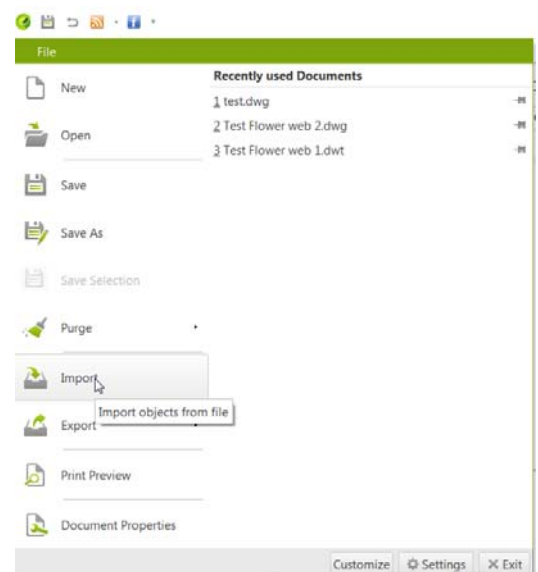 File
New
Open
Save
Save As
Save Selection
Purge
Import
Import objects from file
Export
Print Preview
Document Properties
Recently used Documents
1 test.dwg
2 Test Flower web 2.dwg
3 Test Flower web 1.dwt
Customize
Settings
Exit